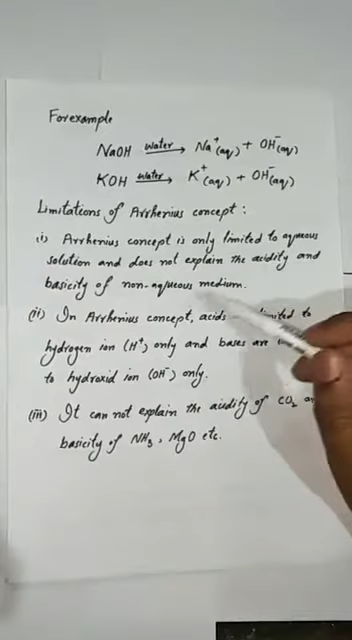 For example
NaOH water→ Na⁺(aq) + OH⁻(aq)
KOH water→ K⁺(aq) + OH⁻(aq)
Limitations of Arrhenius concept :
(i) Arrhenius concept is only limited to aqueous
solution and does not explain the acidity and
basicity of non-aqueous medium.
(ii) In Arrhenius concept, acids limited to
hydrogen ion (H⁺) only and bases are
to hydroxid ion (OH⁻) only.
(iii) It can not explain the acidity of CO₂
basicity of NH₃, MgO etc.